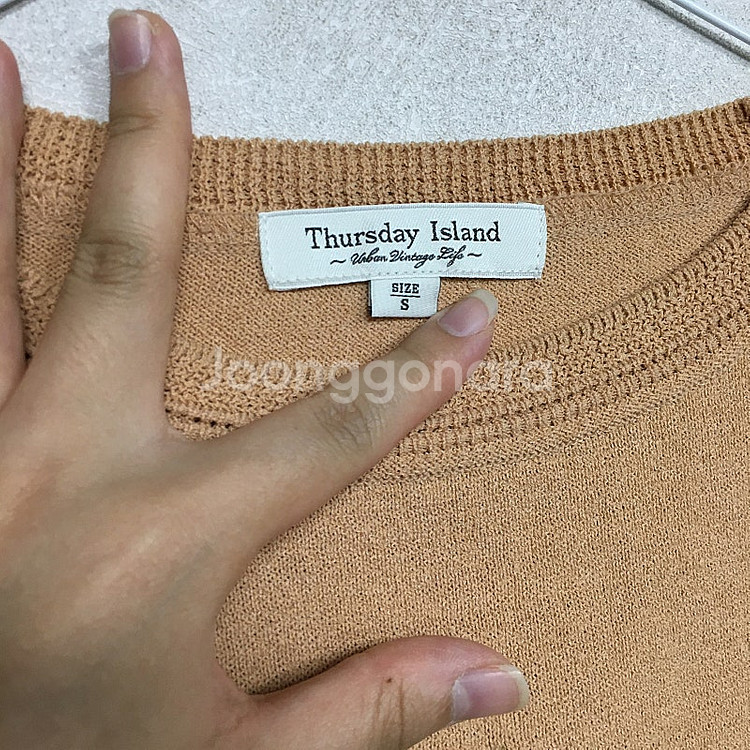 Thursday Island
~ Urban Vintage Life ~
SIZE
S
Joonggonara